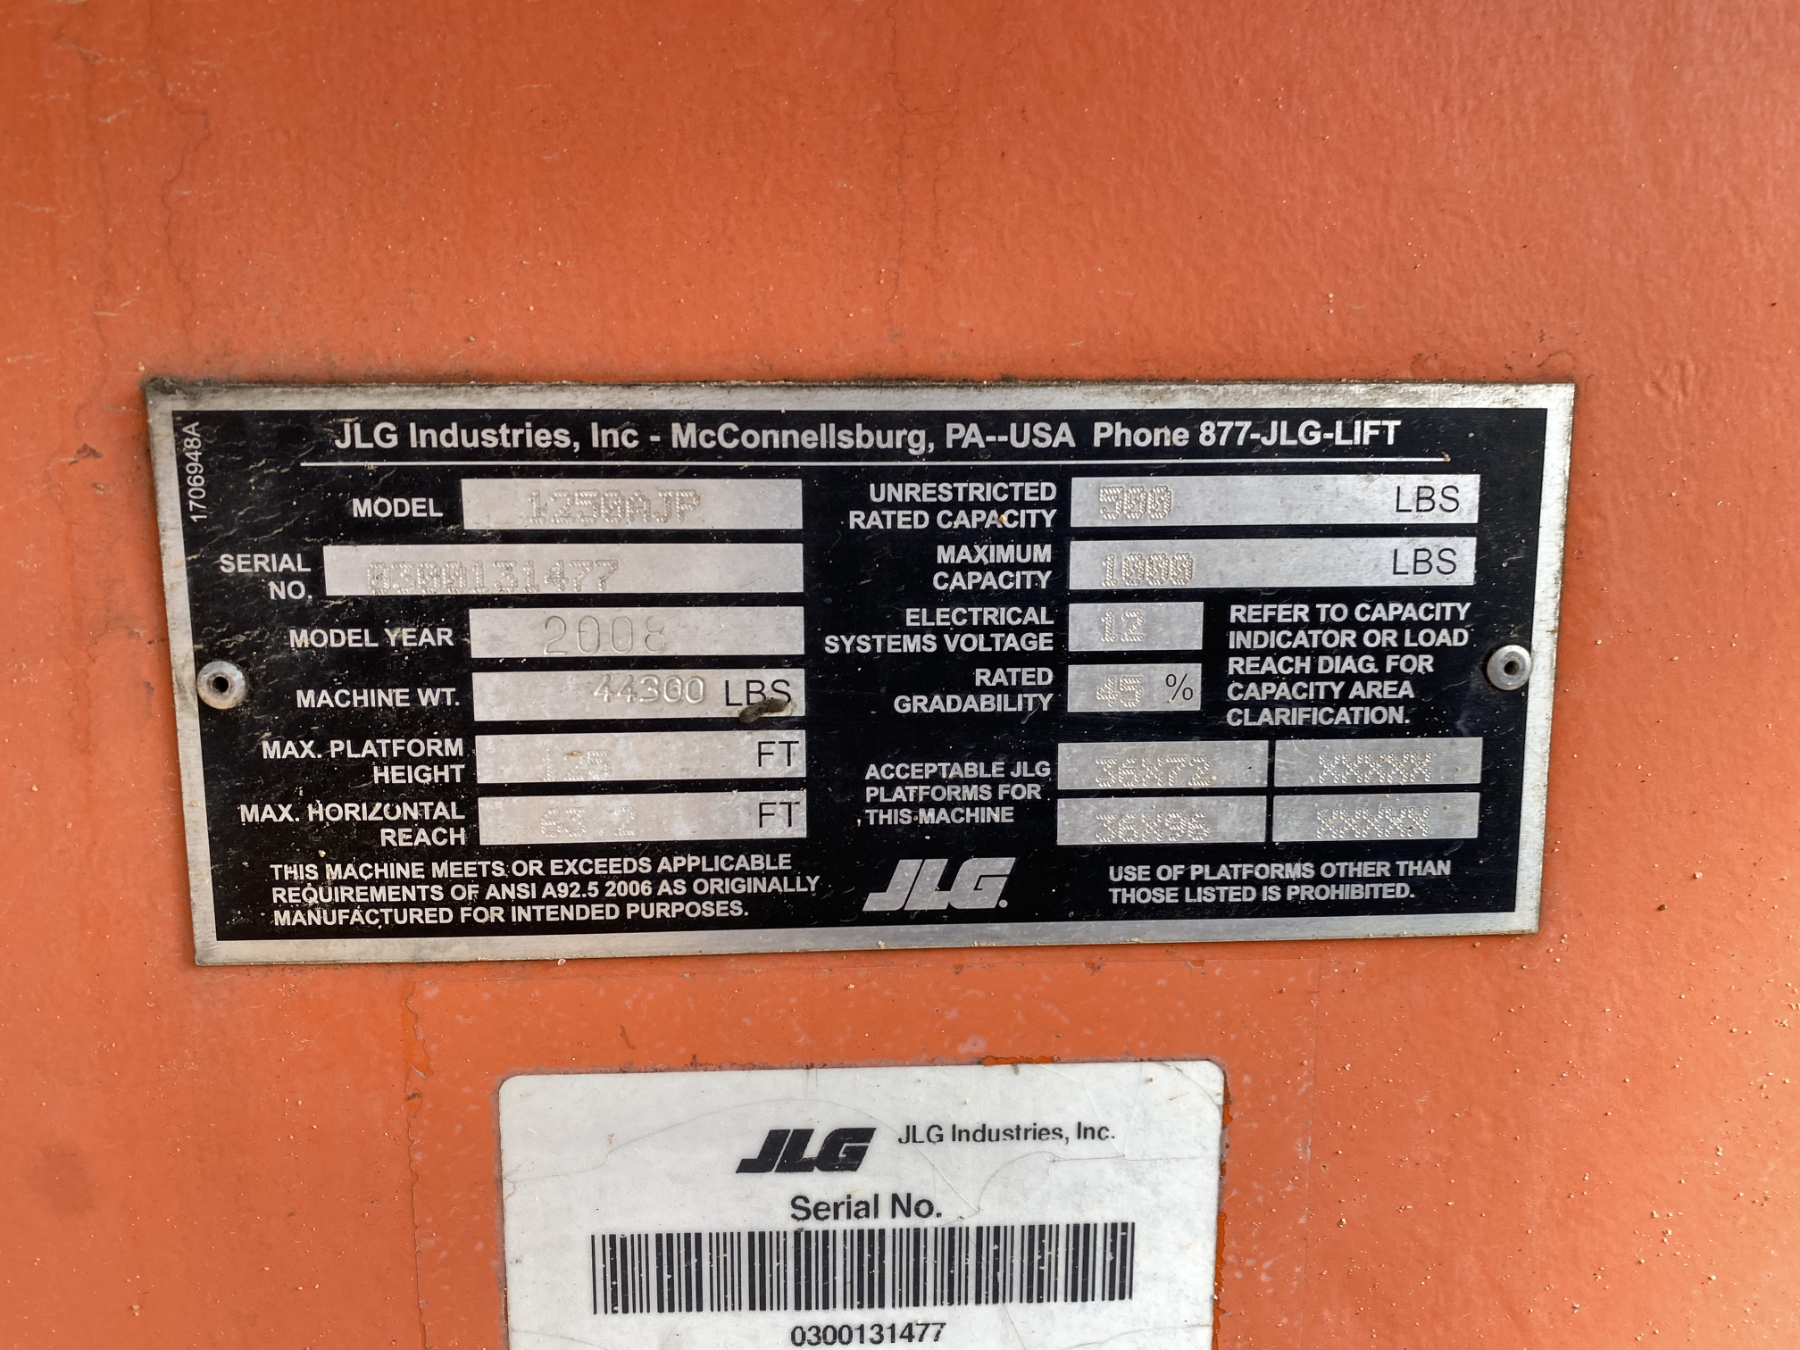 1706948A
JLG Industries, Inc - McConnellsburg, PA--USA Phone 877-JLG-LIFT
MODEL 1250AJP
SERIAL NO. 0300131477
MODEL YEAR 2008
MACHINE WT. 44300 LBS
MAX. PLATFORM HEIGHT 125 FT
MAX. HORIZONTAL REACH 63.2 FT
THIS MACHINE MEETS OR EXCEEDS APPLICABLE
REQUIREMENTS OF ANSI A92.5 2006 AS ORIGINALLY
MANUFACTURED FOR INTENDED PURPOSES.
UNRESTRICTED RATED CAPACITY 500 LBS
MAXIMUM CAPACITY 1000 LBS
ELECTRICAL SYSTEMS VOLTAGE 12
RATED GRADABILITY 45 %
REFER TO CAPACITY
INDICATOR OR LOAD
REACH DIAG. FOR
CAPACITY AREA
CLARIFICATION.
ACCEPTABLE JLG
PLATFORMS FOR
THIS MACHINE
36X72 XXXXX
36X96 XXXXX
JLG.
USE OF PLATFORMS OTHER THAN
THOSE LISTED IS PROHIBITED.
JLG JLG Industries, Inc.
Serial No.
0300131477